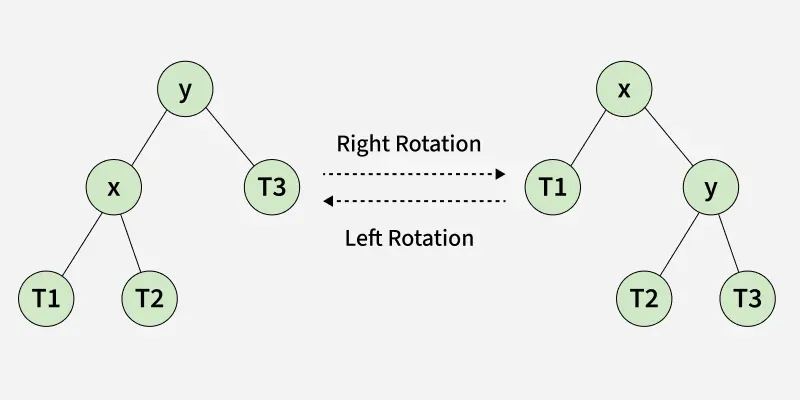 y
x
T3
T1
T2
Right Rotation
Left Rotation
x
T1
y
T2
T3